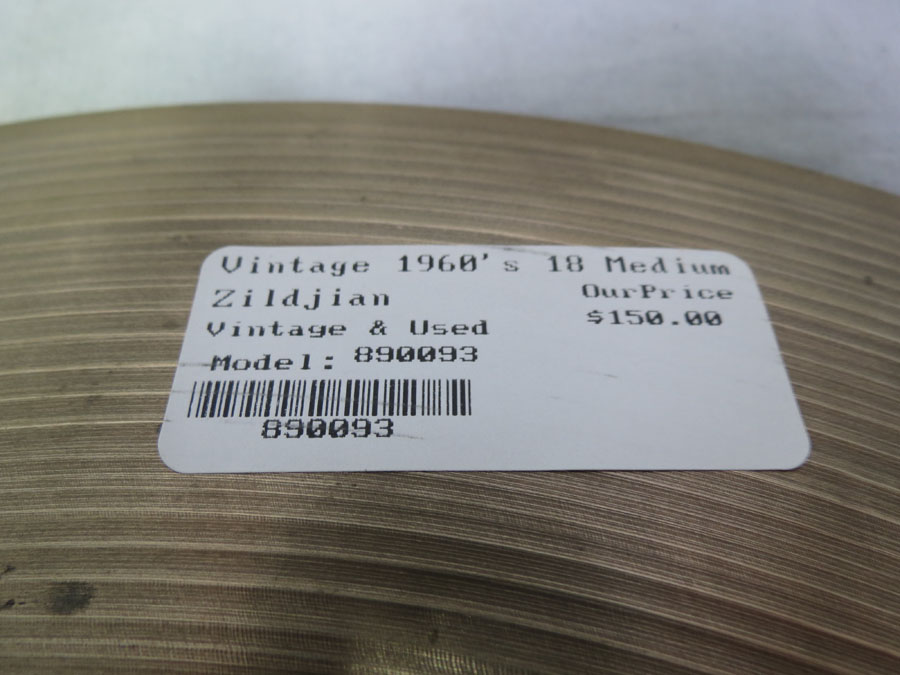 Vintage 1960's 18 Medium
Zildjian
OurPrice
Vintage & Used
$150.00
Model: 890093
890093